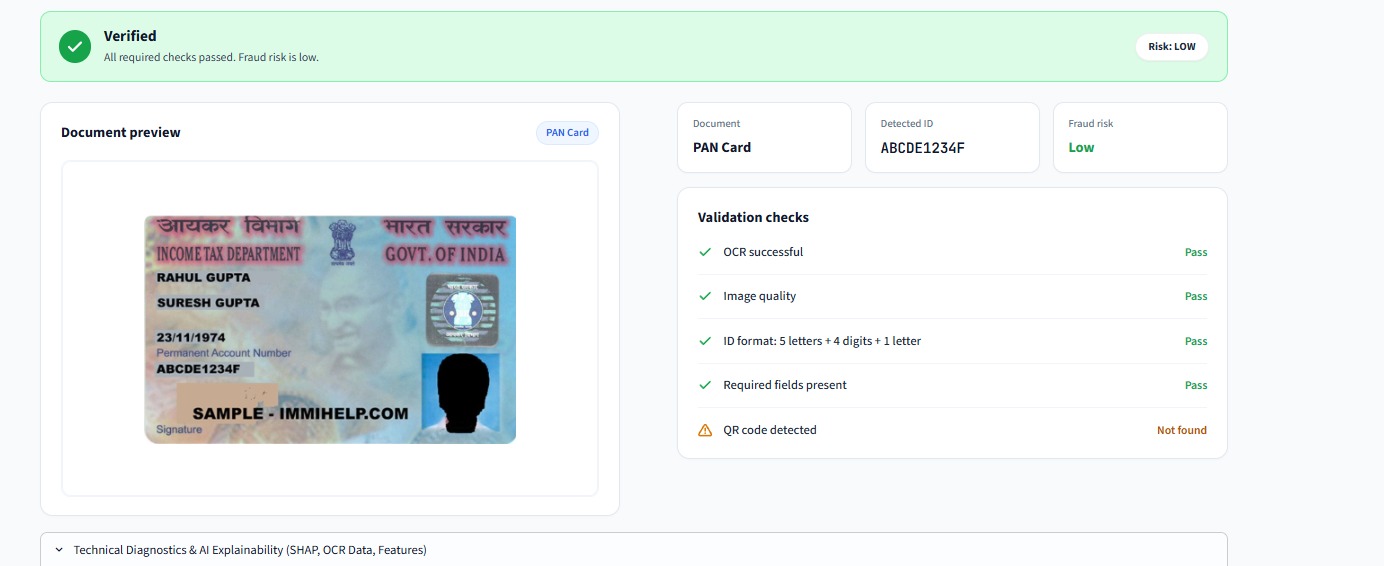 Verified
All required checks passed. Fraud risk is low.
Risk: LOW
Document preview
PAN Card
आयकर विभाग
भारत सरकार
INCOME TAX DEPARTMENT
GOVT. OF INDIA
RAHUL GUPTA
SURESH GUPTA
23/11/1974
Permanent Account Number
ABCDE1234F
SAMPLE - IMMIHELP.COM
Signature
Document
PAN Card
Detected ID
ABCDE1234F
Fraud risk
Low
Validation checks
OCR successful
Pass
Image quality
Pass
ID format: 5 letters + 4 digits + 1 letter
Pass
Required fields present
Pass
QR code detected
Not found
Technical Diagnostics & AI Explainability (SHAP, OCR Data, Features)